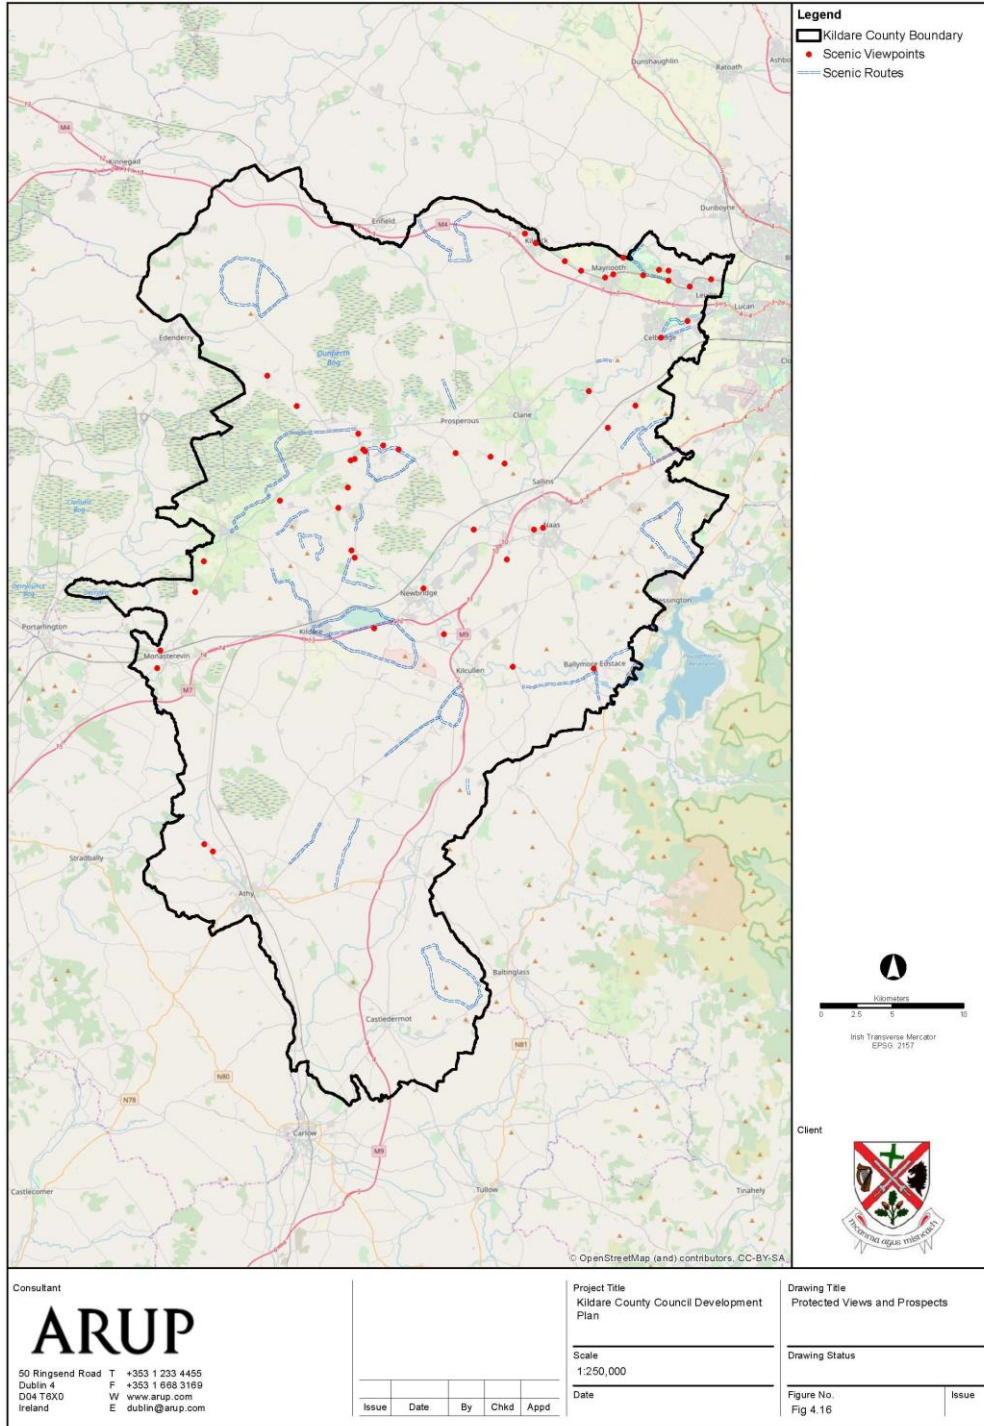 Legend
Kildare County Boundary
Scenic Viewpoints
Scenic Routes
Dunshaughlin
Ratoath
M4
Kinnegad
Dunboyne
Enfield
M4
Maynooth
Lucan
Edenderry
Celbridge
Dunfierth
Bog
Prosperous
Clane
Sallins
Naas
Newbridge
Portarlington
Kildare
M9
Monasterevin
Kilcullen
Ballymore Eustace
M7
Stradbally
Athy
Baltinglass
Castledermot
N81
N80
N78
Carlow
M9
Castlecomer
Tullow
Tinahely
© OpenStreetMap (and) contributors, CC-BY-SA
Kilometers
0 2.5 5 10
Irish Transverse Mercator
EPSG: 2157
Client
Consultant
ARUP
50 Ringsend Road T +353 1 233 4455
Dublin 4 F +353 1 668 3169
D04 T6X0 W www.arup.com
Ireland E dublin@arup.com
Issue Date By Chkd Appd
Project Title
Kildare County Council Development
Plan
Scale
1:250,000
Date
Drawing Title
Protected Views and Prospects
Drawing Status
Figure No.
Fig 4.16
Issue